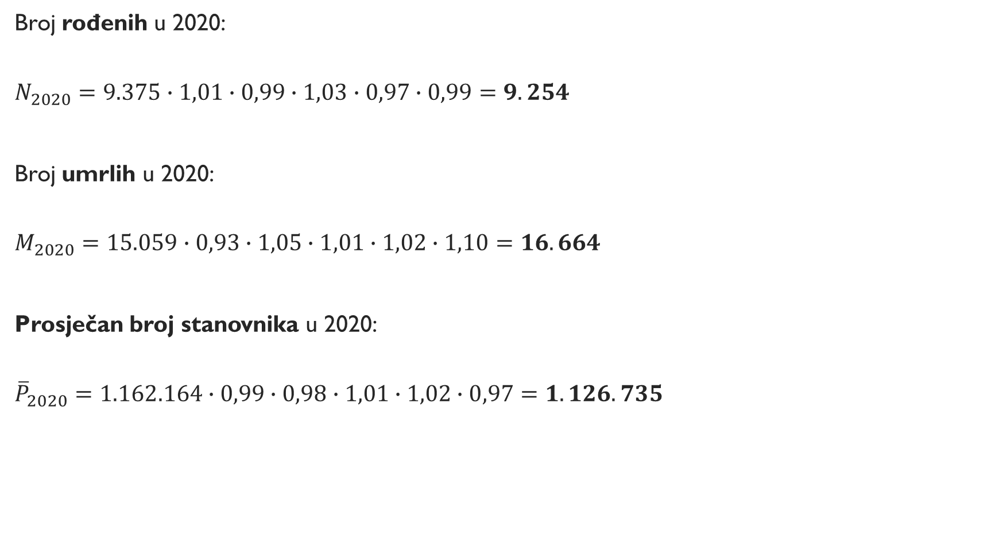 Broj rođenih u 2020:
N₂₀₂₀ = 9.375 · 1,01 · 0,99 · 1,03 · 0,97 · 0,99 = 9.254
Broj umrlih u 2020:
M₂₀₂₀ = 15.059 · 0,93 · 1,05 · 1,01 · 1,02 · 1,10 = 16.664
Prosječan broj stanovnika u 2020:
P̅₂₀₂₀ = 1.162.164 · 0,99 · 0,98 · 1,01 · 1,02 · 0,97 = 1.126.735